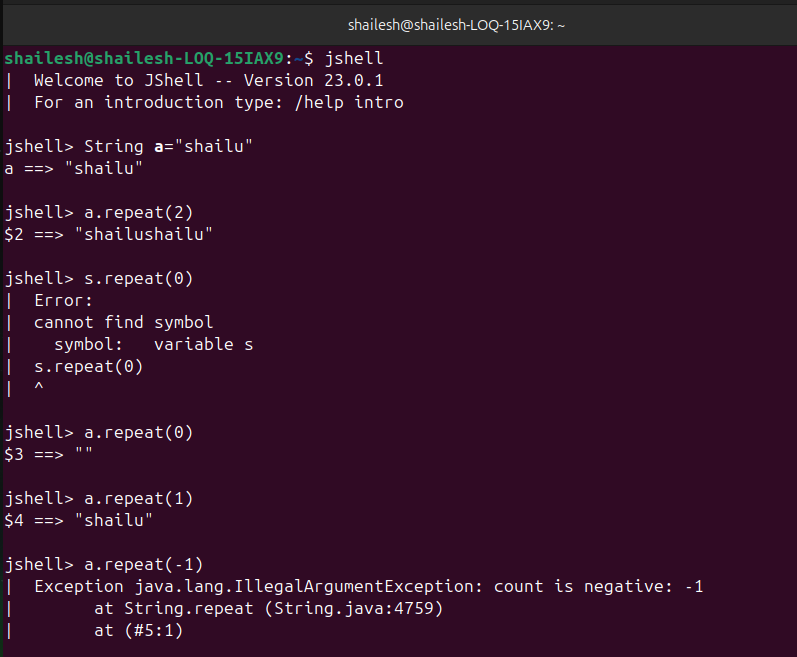 shailesh@shailesh-LOQ-15IAX9: ~
shailesh@shailesh-LOQ-15IAX9:~$ jshell
|  Welcome to JShell -- Version 23.0.1
|  For an introduction type: /help intro
jshell> String a="shailu"
a ==> "shailu"
jshell> a.repeat(2)
$2 ==> "shailushailu"
jshell> s.repeat(0)
|  Error:
|  cannot find symbol
|    symbol:   variable s
|  s.repeat(0)
|  ^
jshell> a.repeat(0)
$3 ==> ""
jshell> a.repeat(1)
$4 ==> "shailu"
jshell> a.repeat(-1)
|  Exception java.lang.IllegalArgumentException: count is negative: -1
|        at String.repeat (String.java:4759)
|        at (#5:1)